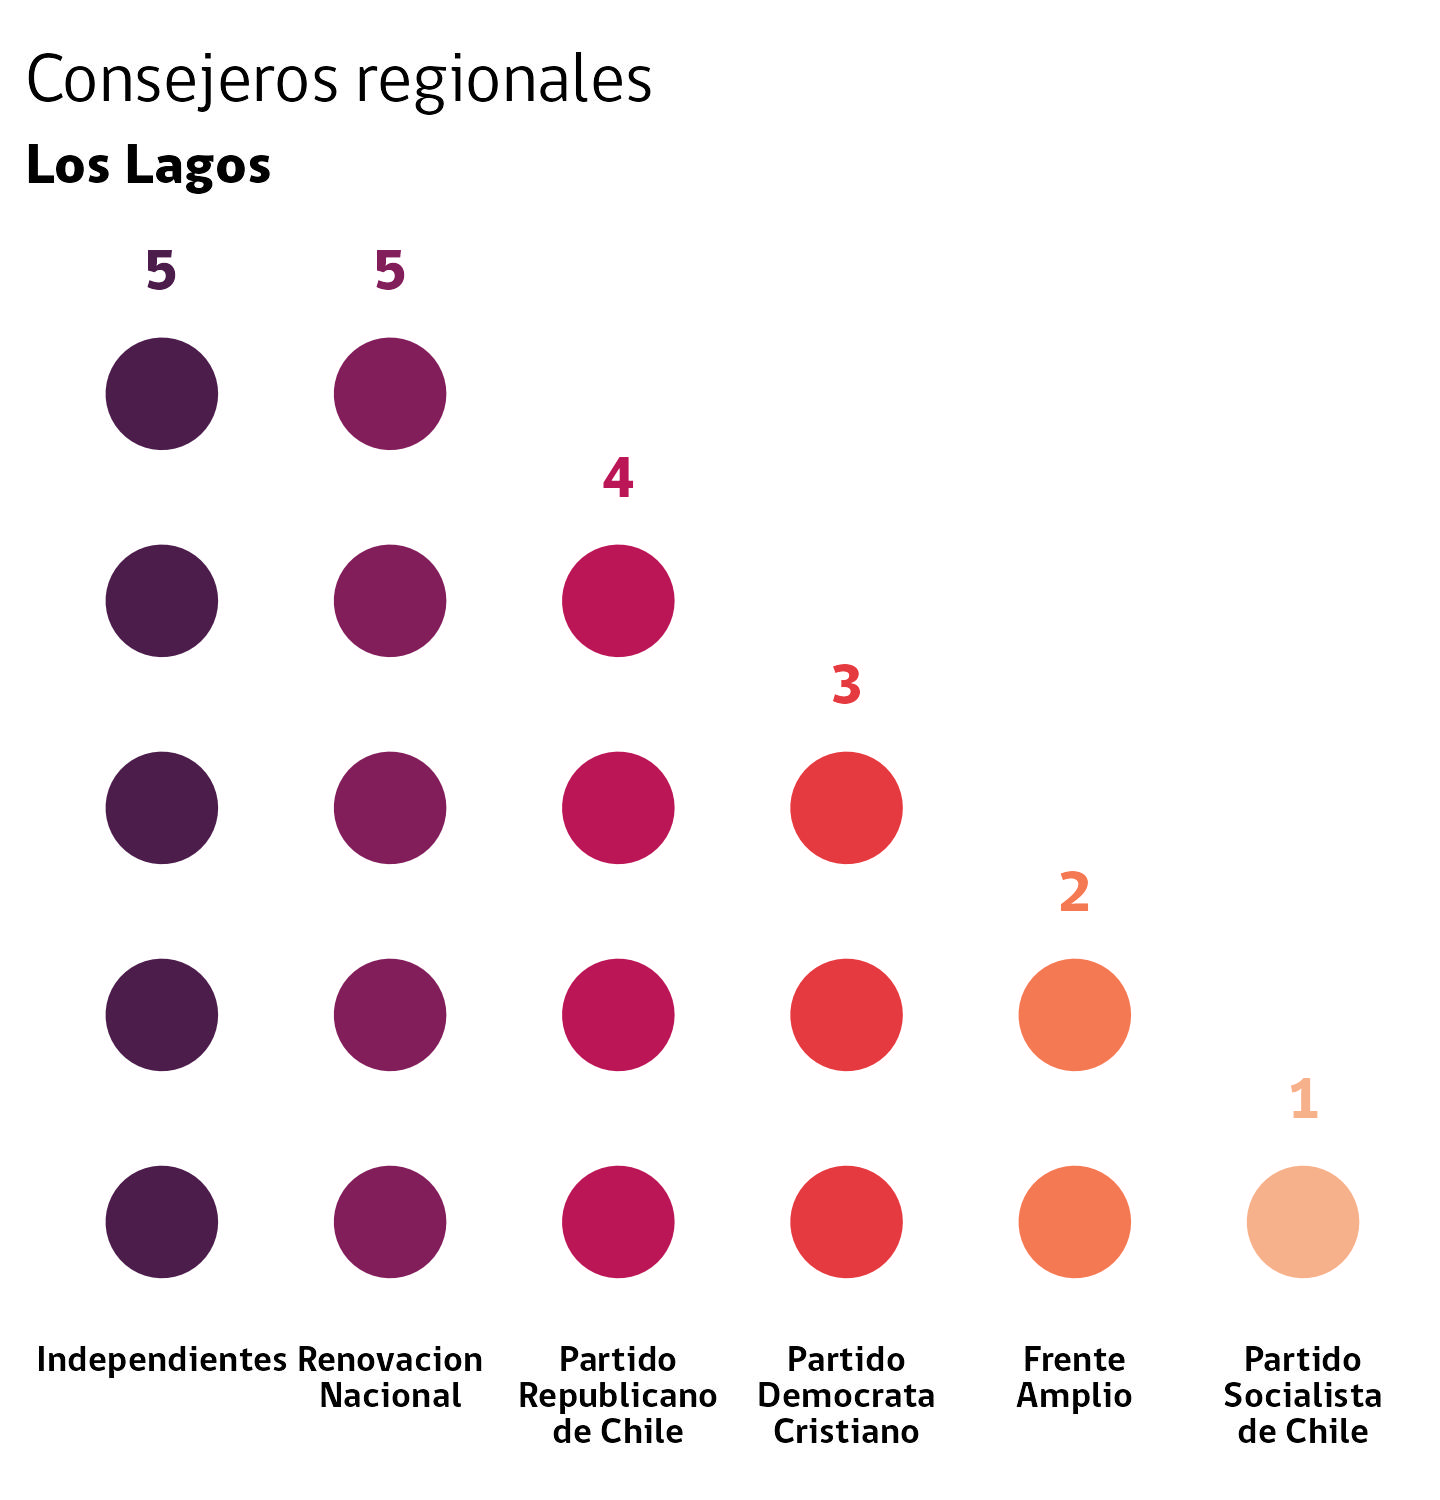 Consejeros regionales
Los Lagos
5 5
4
3
2
1
Independientes Renovacion Partido Partido Frente Partido
Nacional Republicano Democrata Amplio Socialista
de Chile Cristiano de Chile